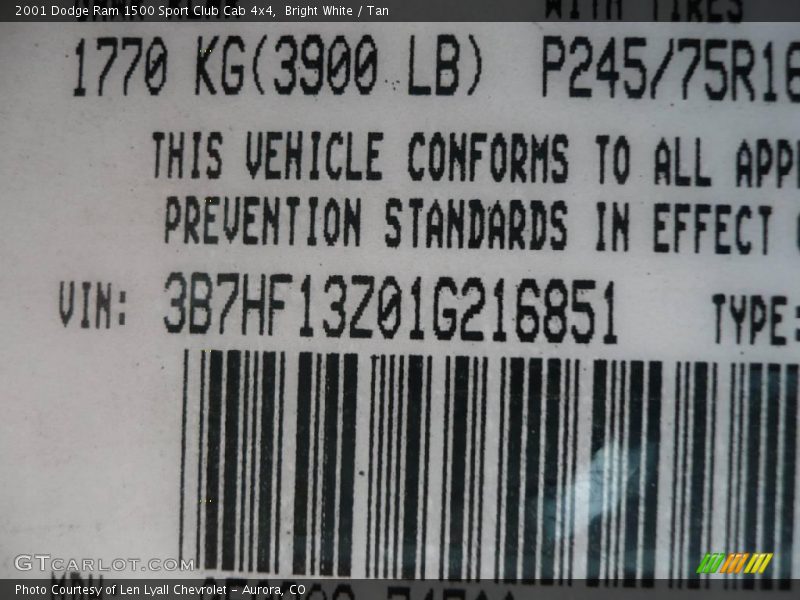 2001 Dodge Ram 1500 Sport Club Cab 4x4, Bright White / Tan
WITH TIRES
1770 KG(3900 LB) P245/75R16
THIS VEHICLE CONFORMS TO ALL APP
PREVENTION STANDARDS IN EFFECT
VIN: 3B7HF13Z01G216851 TYPE:
GTCARLOT.COM
Photo Courtesy of Len Lyall Chevrolet - Aurora, CO